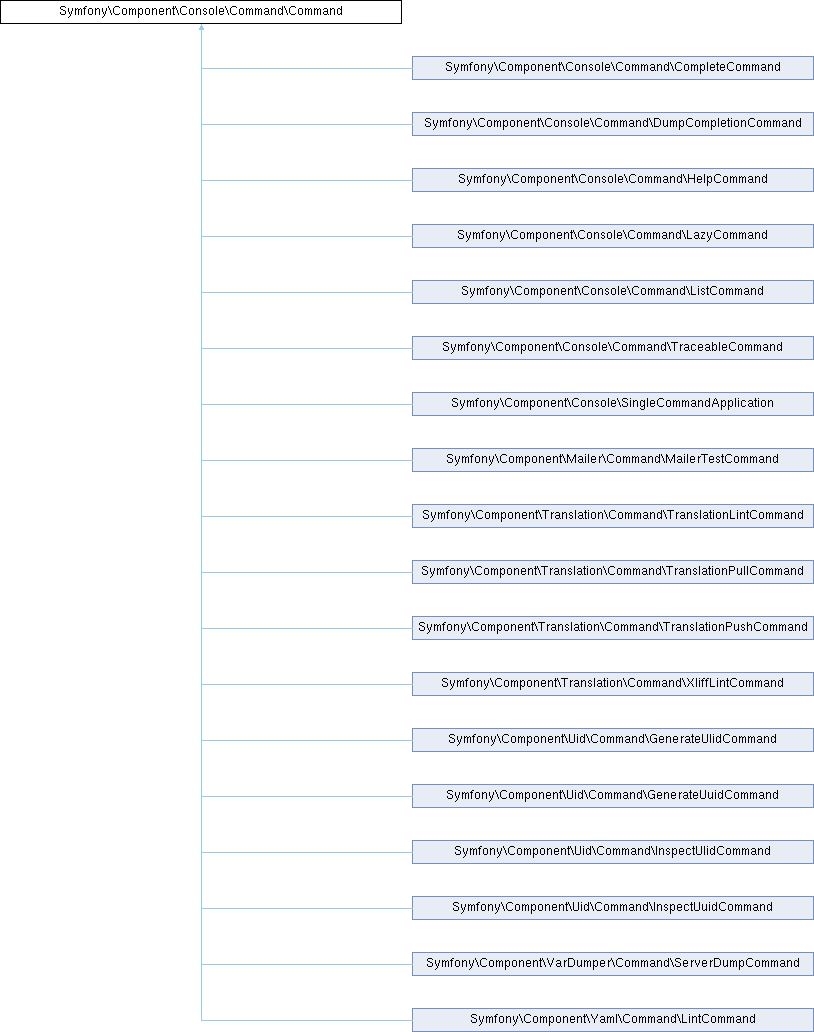 Symfony\Component\Console\Command\Command
Symfony\Component\Console\Command\CompleteCommand
Symfony\Component\Console\Command\DumpCompletionCommand
Symfony\Component\Console\Command\HelpCommand
Symfony\Component\Console\Command\LazyCommand
Symfony\Component\Console\Command\ListCommand
Symfony\Component\Console\Command\TraceableCommand
Symfony\Component\Console\SingleCommandApplication
Symfony\Component\Mailer\Command\MailerTestCommand
Symfony\Component\Translation\Command\TranslationLintCommand
Symfony\Component\Translation\Command\TranslationPullCommand
Symfony\Component\Translation\Command\TranslationPushCommand
Symfony\Component\Translation\Command\XliffLintCommand
Symfony\Component\Uid\Command\GenerateUlidCommand
Symfony\Component\Uid\Command\GenerateUuidCommand
Symfony\Component\Uid\Command\InspectUlidCommand
Symfony\Component\Uid\Command\InspectUuidCommand
Symfony\Component\VarDumper\Command\ServerDumpCommand
Symfony\Component\Yaml\Command\LintCommand